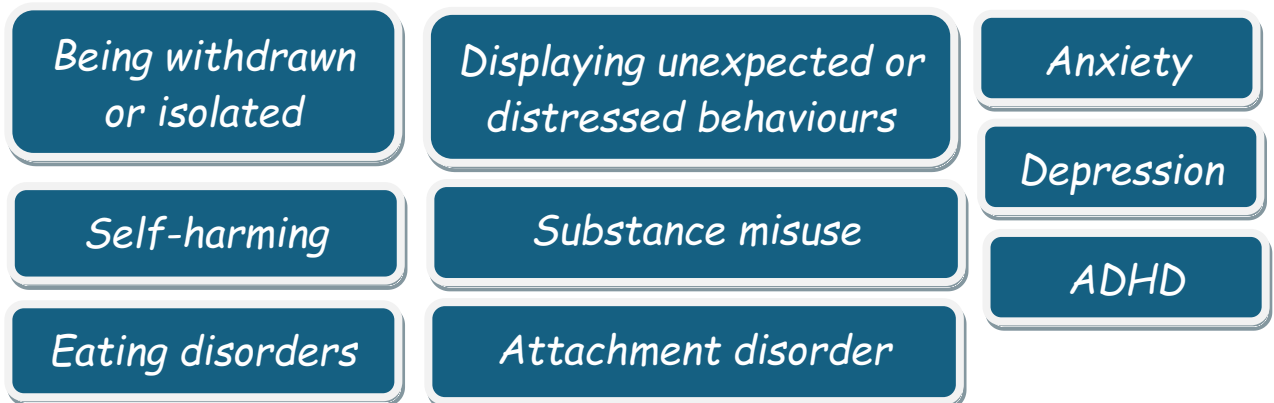 Being withdrawn
or isolated
Displaying unexpected or
distressed behaviours
Anxiety
Depression
Self-harming
Substance misuse
ADHD
Eating disorders
Attachment disorder